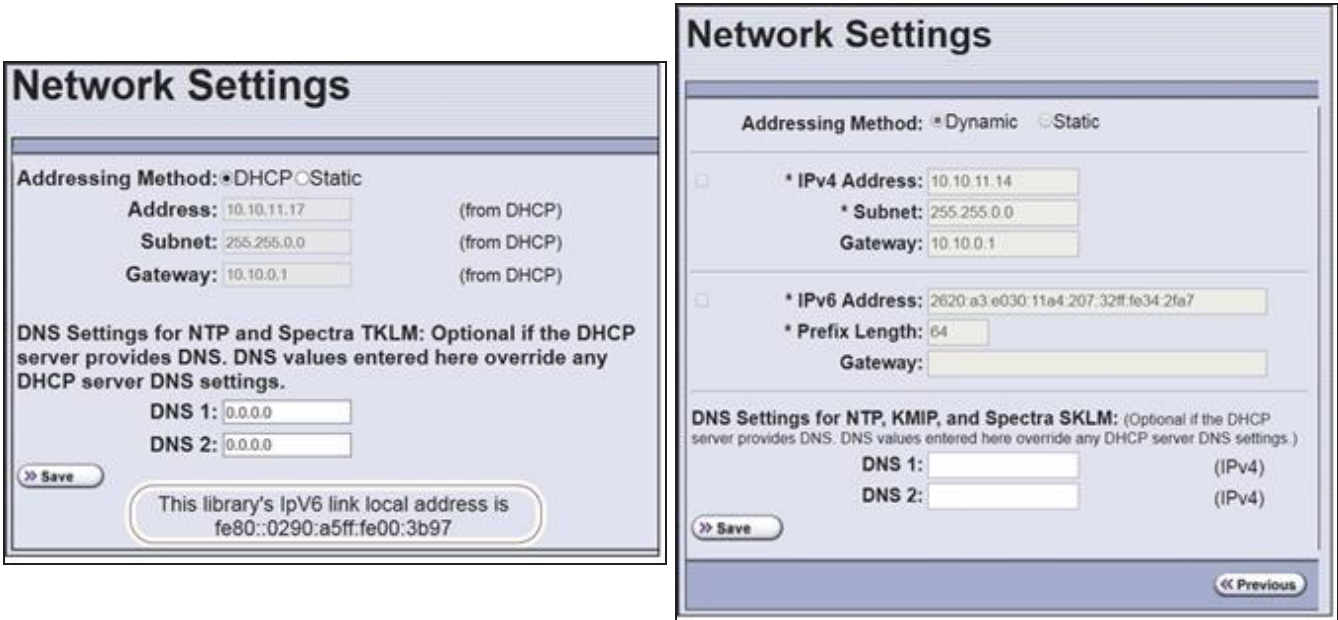 Network Settings
Addressing Method: DHCP Static
Address: 10.10.11.17 (from DHCP)
Subnet: 255.255.0.0 (from DHCP)
Gateway: 10.10.0.1 (from DHCP)
DNS Settings for NTP and Spectra TKLM: Optional if the DHCP
server provides DNS. DNS values entered here override any
DHCP server DNS settings.
DNS 1: 0.0.0.0
DNS 2: 0.0.0.0
Save
This library's IpV6 link local address is
fe80::0290:a5ff:fe00:3b97
Network Settings
Addressing Method: Dynamic Static
* IPv4 Address: 10.10.11.14
* Subnet: 255.255.0.0
Gateway: 10.10.0.1
* IPv6 Address: 2620:a3:e030:11a4:207:32ff:fe34:2fa7
* Prefix Length: 64
Gateway:
DNS Settings for NTP, KMIP, and Spectra SKLM: (Optional if the DHCP
server provides DNS. DNS values entered here override any DHCP server DNS settings.)
DNS 1: (IPv4)
DNS 2: (IPv4)
Save
Previous